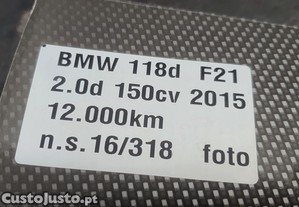 BMW 118d F21
2.0d 150cv 2015
12.000km
n.s.16/318 foto
CustoJusto.pt